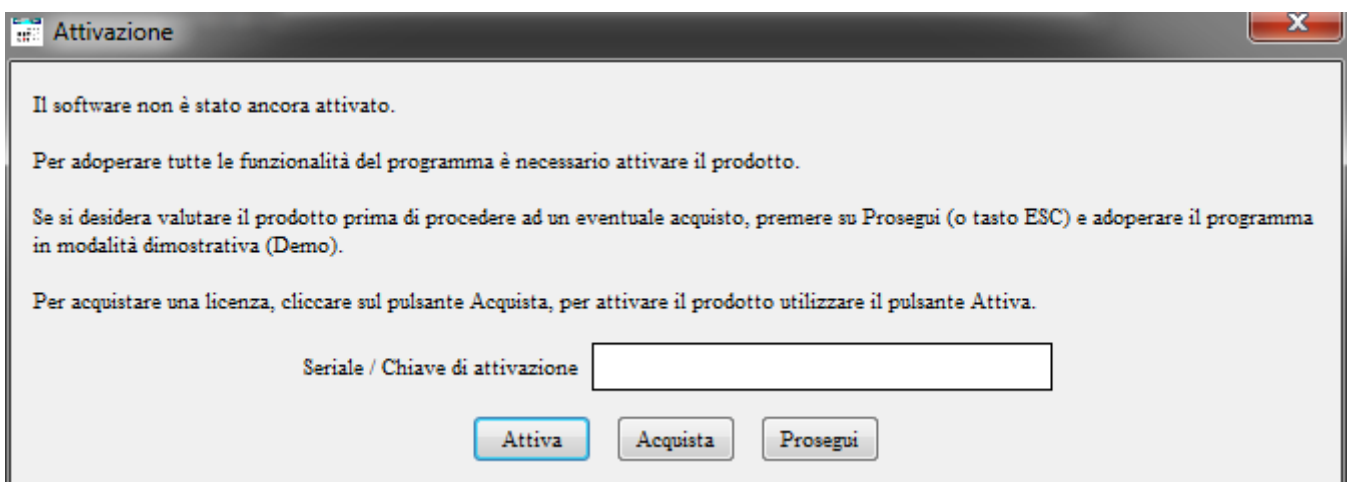 Attivazione
Il software non è stato ancora attivato.
Per adoperare tutte le funzionalità del programma è necessario attivare il prodotto.
Se si desidera valutare il prodotto prima di procedere ad un eventuale acquisto, premere su Prosegui (o tasto ESC) e adoperare il programma
in modalità dimostrativa (Demo).
Per acquistare una licenza, cliccare sul pulsante Acquista, per attivare il prodotto utilizzare il pulsante Attiva.
Seriale / Chiave di attivazione
Attiva Acquista Prosegui